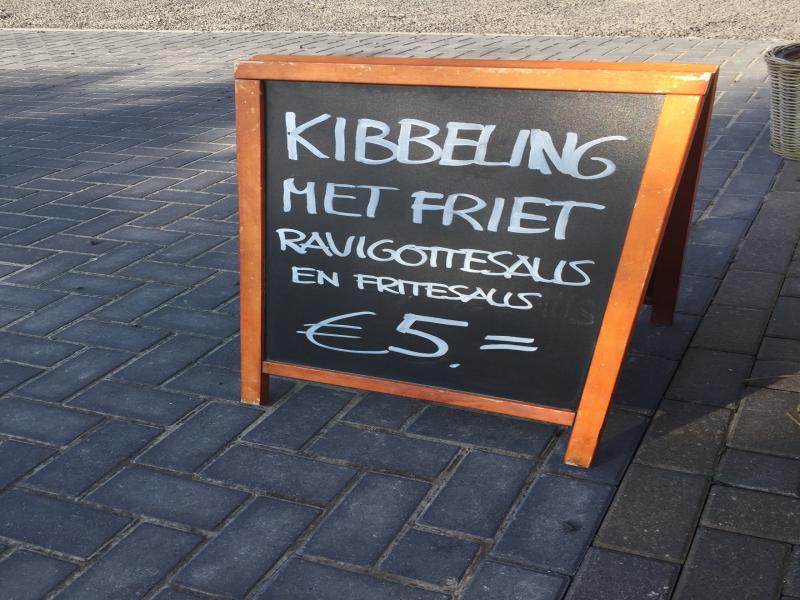 KIBBELING
MET FRIET
RAVIGOTTESAUS
EN FRITESAUS
€5,=